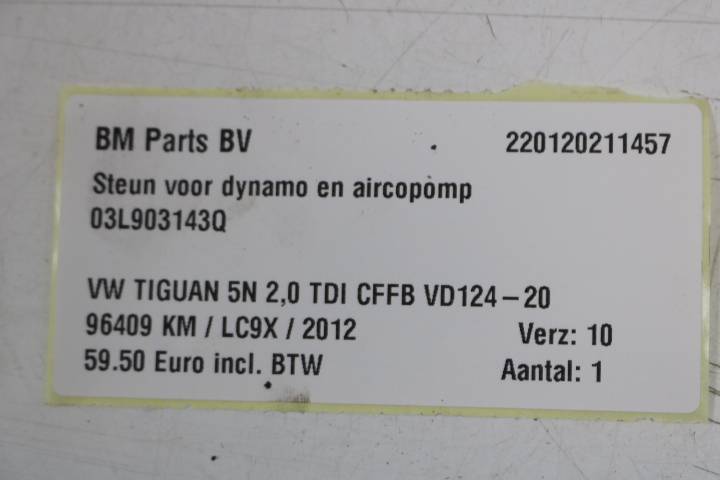 BM Parts BV 220120211457
Steun voor dynamo en aircopomp
03L903143Q
VW TIGUAN 5N 2,0 TDI CFFB VD124-20
96409 KM / LC9X / 2012 Verz: 10
59.50 Euro incl. BTW Aantal: 1